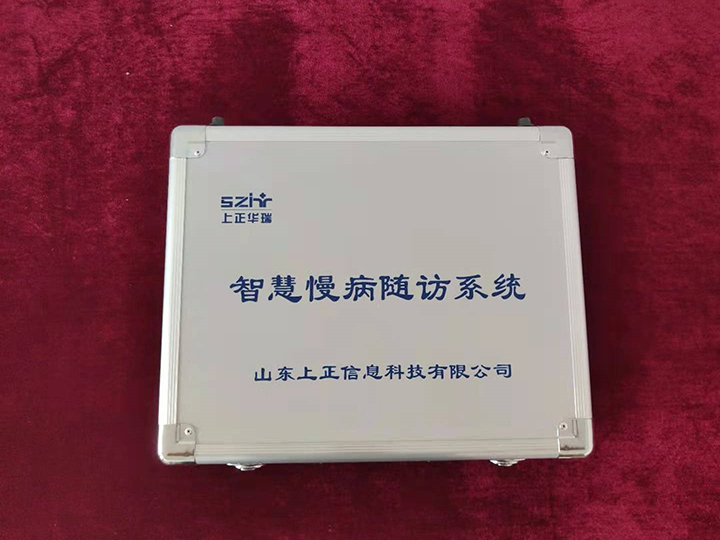 SZIT
上正华瑞
智慧慢病随访系统
山东上正信息科技有限公司